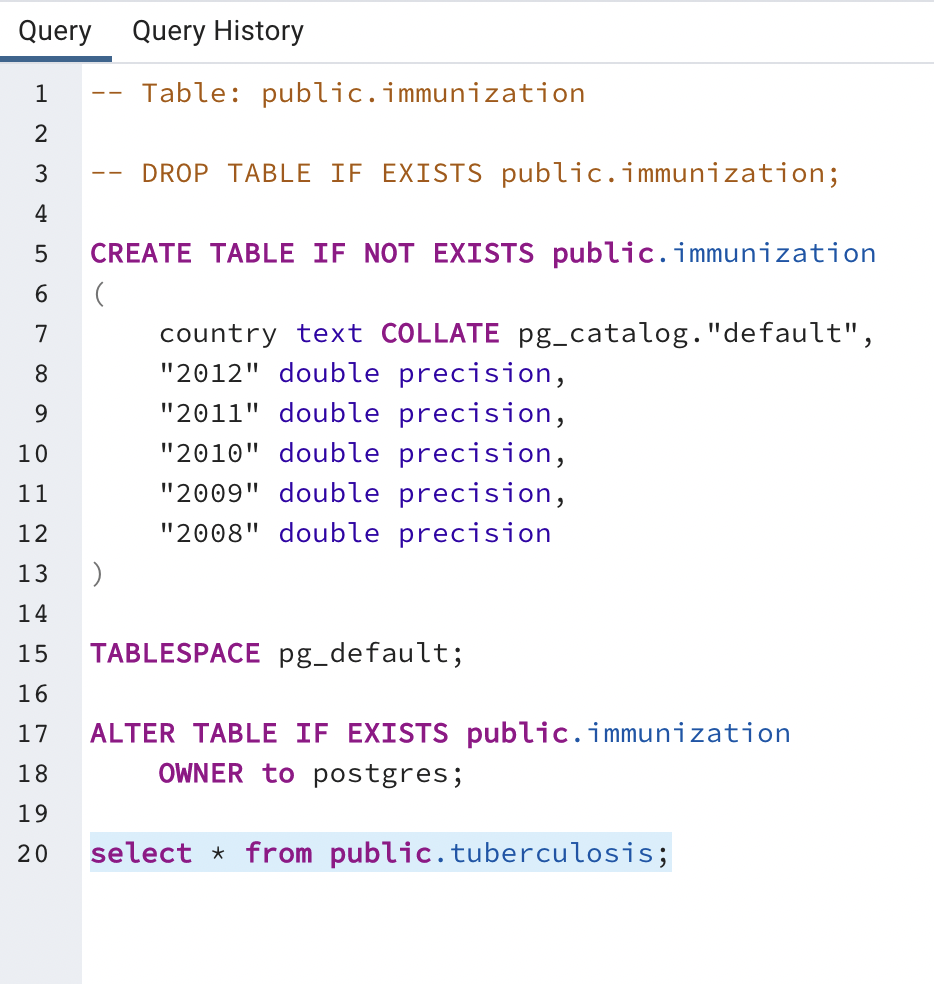 Query Query History
1 -- Table: public.immunization
2
3 -- DROP TABLE IF EXISTS public.immunization;
4
5 CREATE TABLE IF NOT EXISTS public.immunization
6 (
7     country text COLLATE pg_catalog."default",
8     "2012" double precision,
9     "2011" double precision,
10     "2010" double precision,
11     "2009" double precision,
12     "2008" double precision
13 )
14
15 TABLESPACE pg_default;
16
17 ALTER TABLE IF EXISTS public.immunization
18     OWNER to postgres;
19
20 select * from public.tuberculosis;